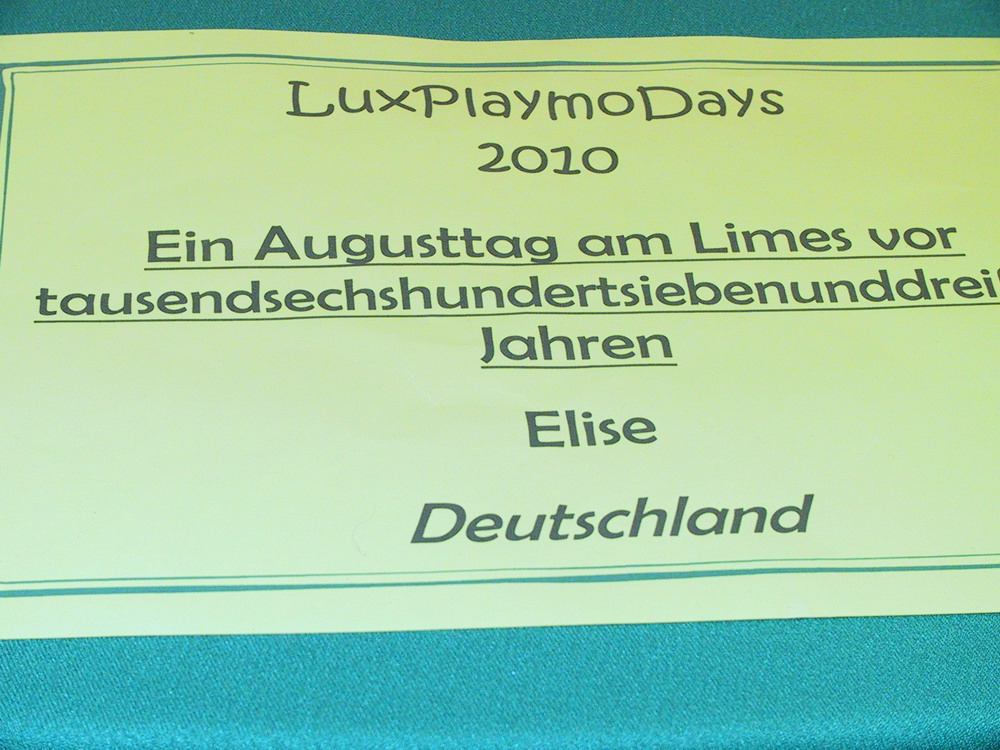 LuxPlaymoDays
2010
Ein Augusttag am Limes vor
tausendsechshundertsiebenunddrei
Jahren
Elise
Deutschland